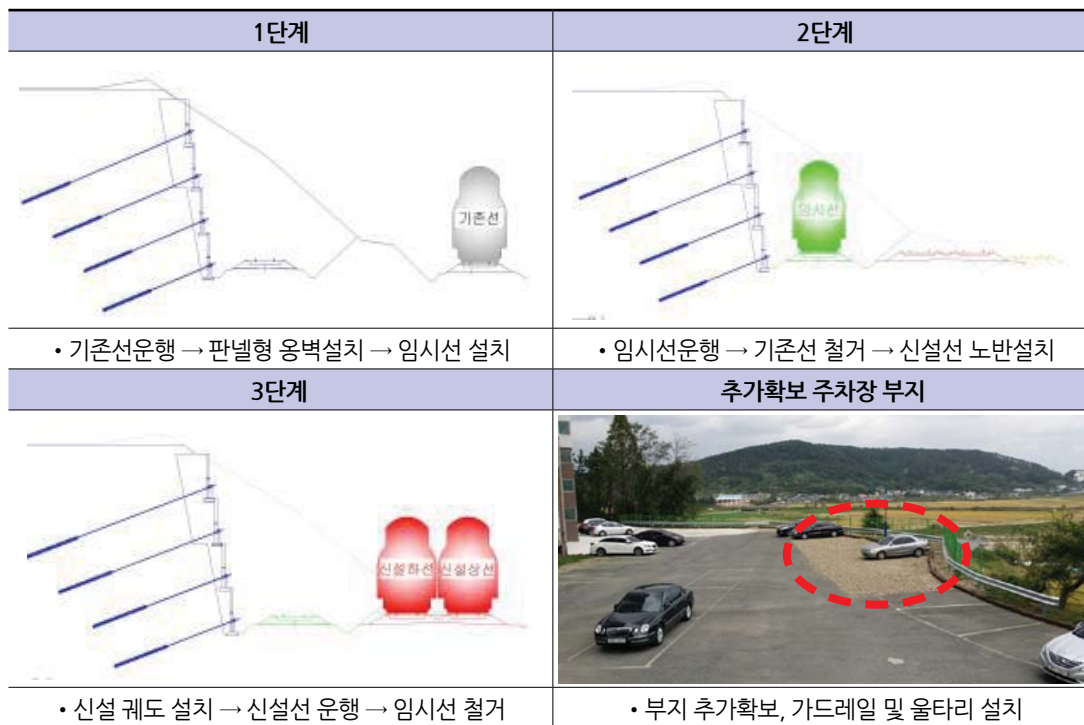 1단계
2단계
기존선
임시선
• 기존선운행 → 판넬형 옹벽설치 → 임시선 설치
• 임시선운행 → 기존선 철거 → 신설선 노반설치
3단계
추가확보 주차장 부지
신설하선
신설상선
• 신설 궤도 설치 → 신설선 운행 → 임시선 철거
• 부지 추가확보, 가드레일 및 울타리 설치